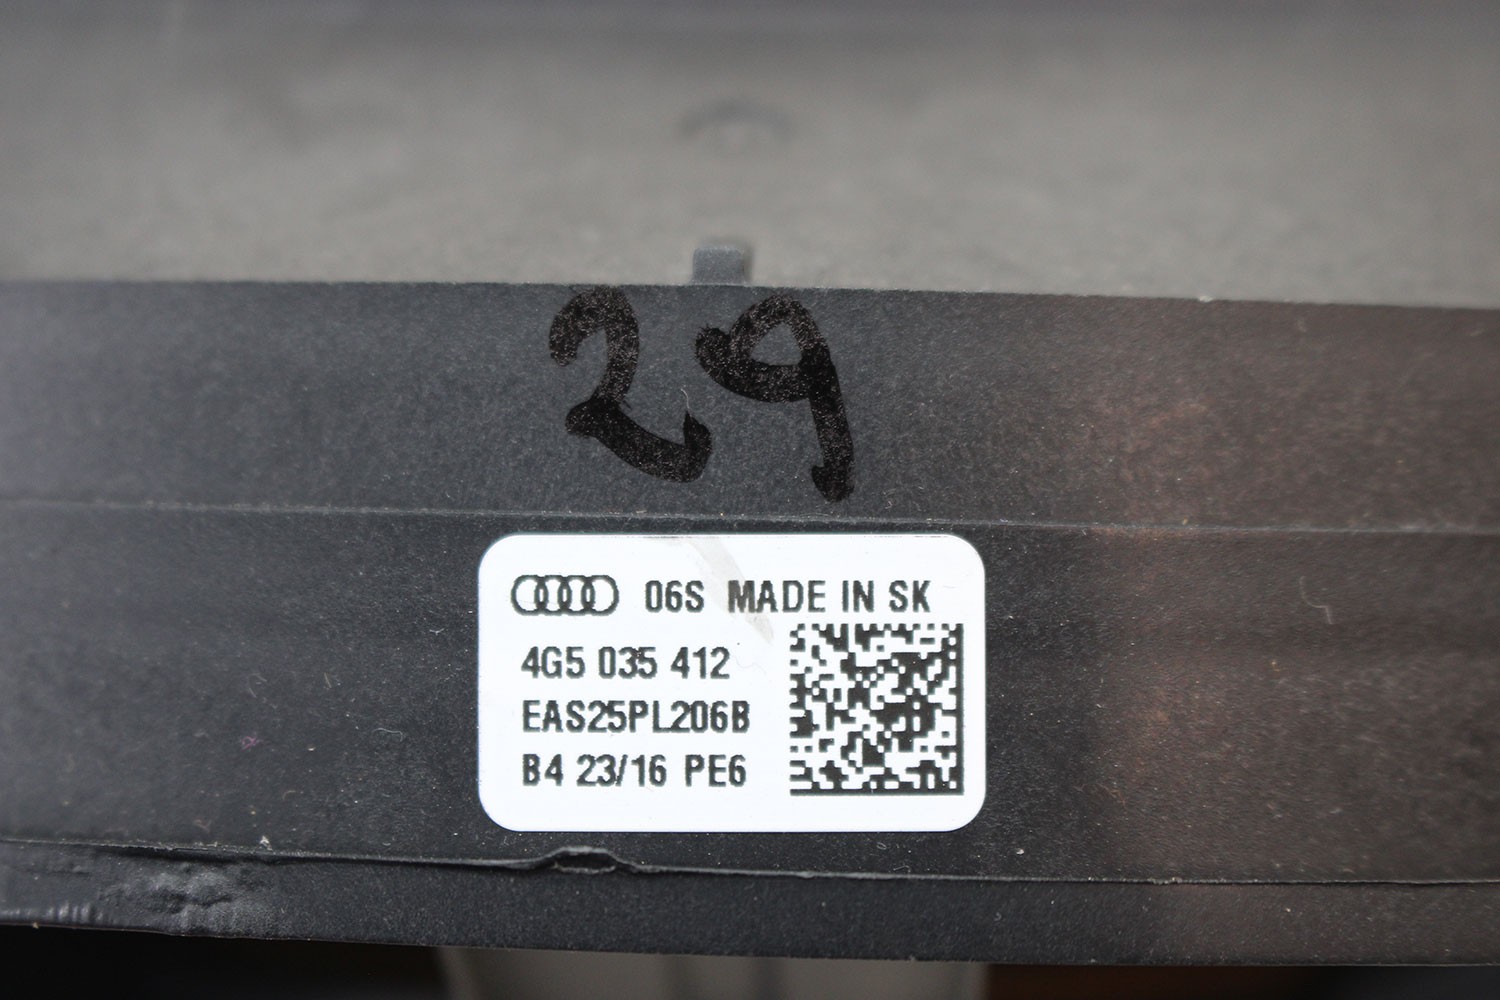 29
06S MADE IN SK
4G5 035 412
EAS25PL206B
B4 23/16 PE6